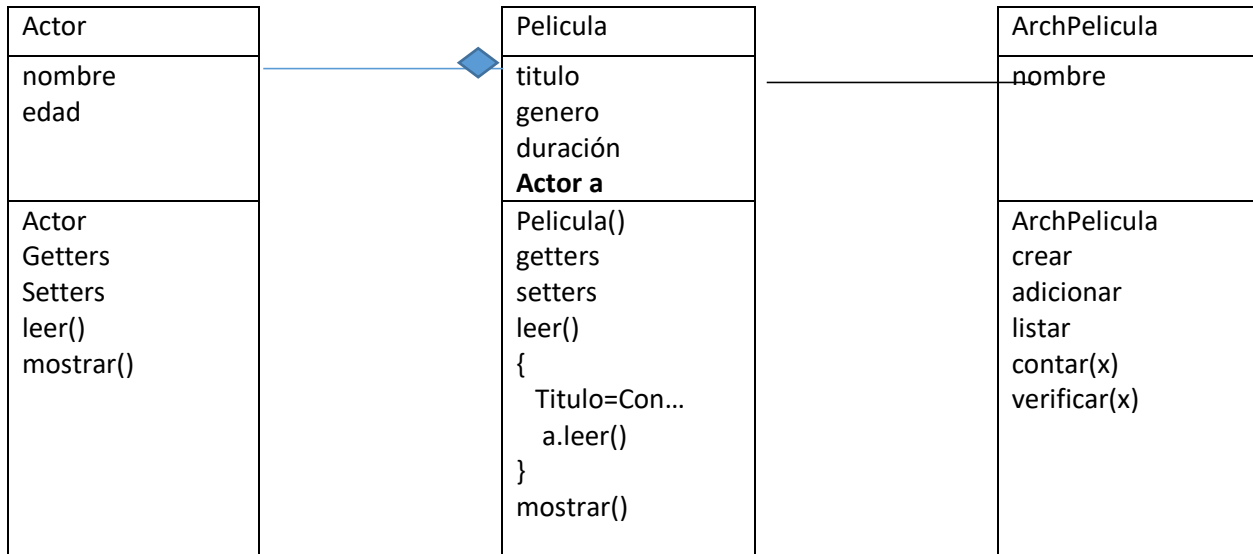 Actor
nombre
edad
Actor
Getters
Setters
leer()
mostrar()
Pelicula
titulo
genero
duración
Actor a
Pelicula()
getters
setters
leer()
{
Titulo=Con...
a.leer()
}
mostrar()
ArchPelicula
nombre
ArchPelicula
crear
adicionar
listar
contar(x)
verificar(x)